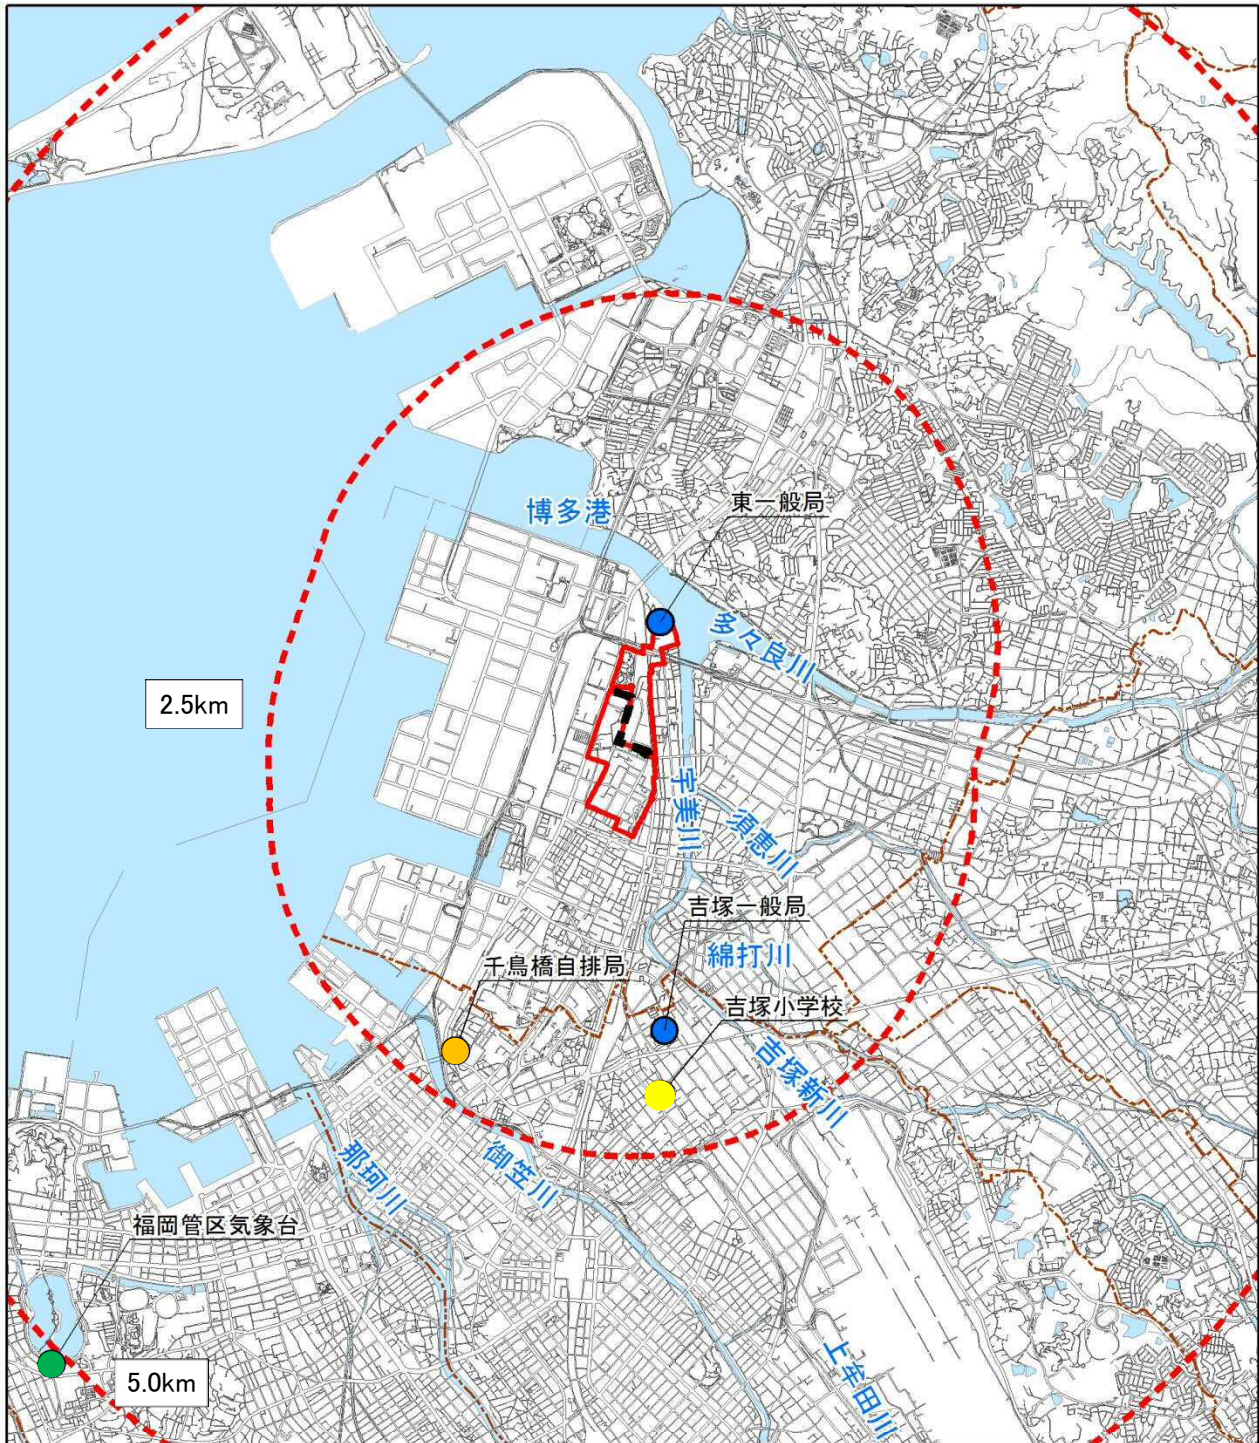 博多港
東一般局
多々良川
2.5km
宇美川
須恵川
吉塚一般局
綿打川
千鳥橋自排局
吉塚小学校
吉塚新川
御笠川
那珂川
福岡管区気象台
5.0km
上牟田川